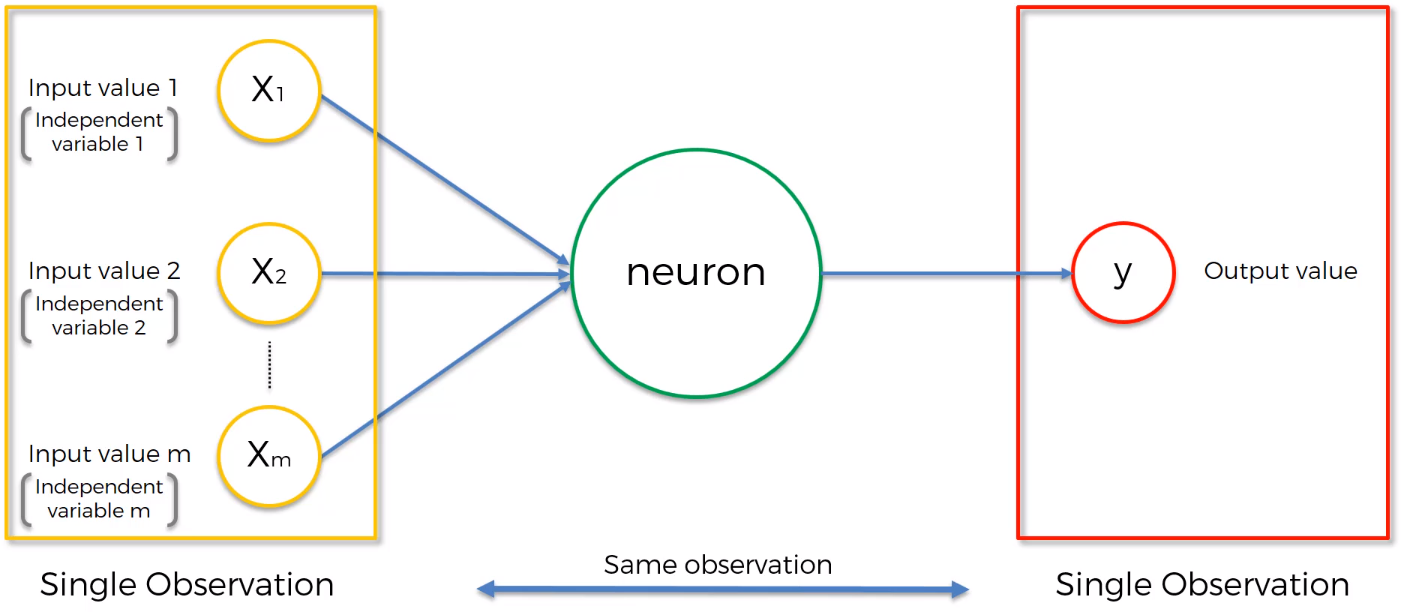 Input value 1
Independent
variable 1
X1
Input value 2
Independent
variable 2
X2
Input value m
Independent
variable m
Xm
neuron
y
Output value
Single Observation
Same observation
Single Observation